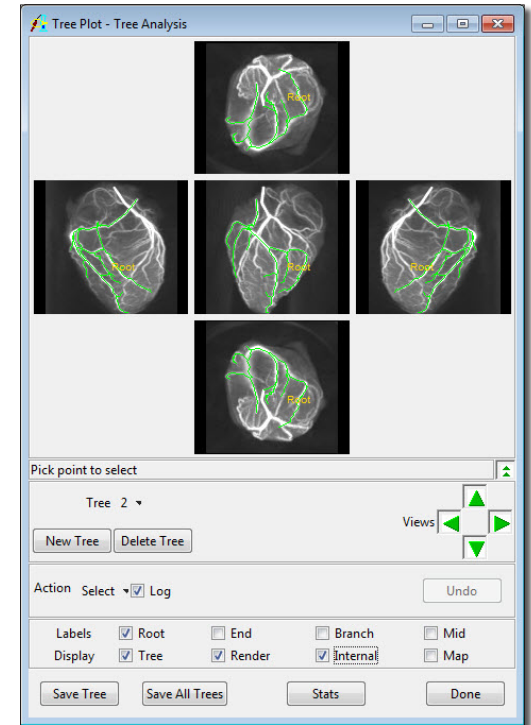 Tree Plot - Tree Analysis
Root
Root
Root
Root
Root
Pick point to select
Tree 2
Views
New Tree Delete Tree
Action Select Log
Undo
Labels Root End Branch Mid
Display Tree Render Internal Map
Save Tree Save All Trees Stats Done